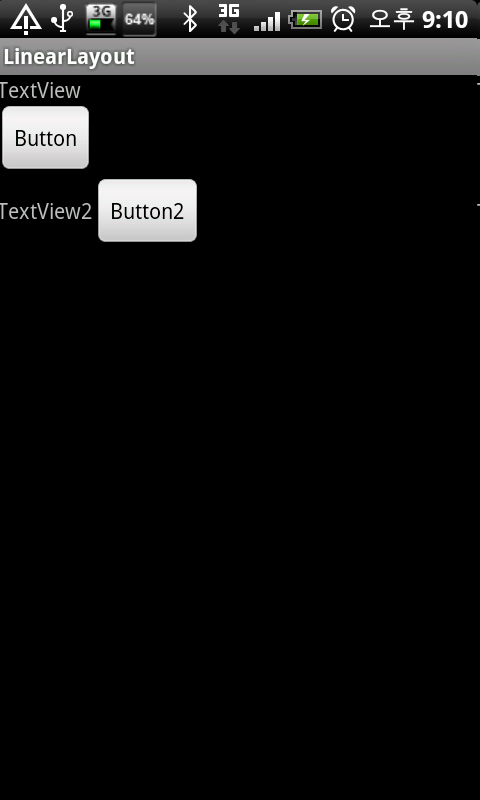 3G 64% 3G 오후 9:10
LinearLayout
TextView
Button
TextView2 Button2